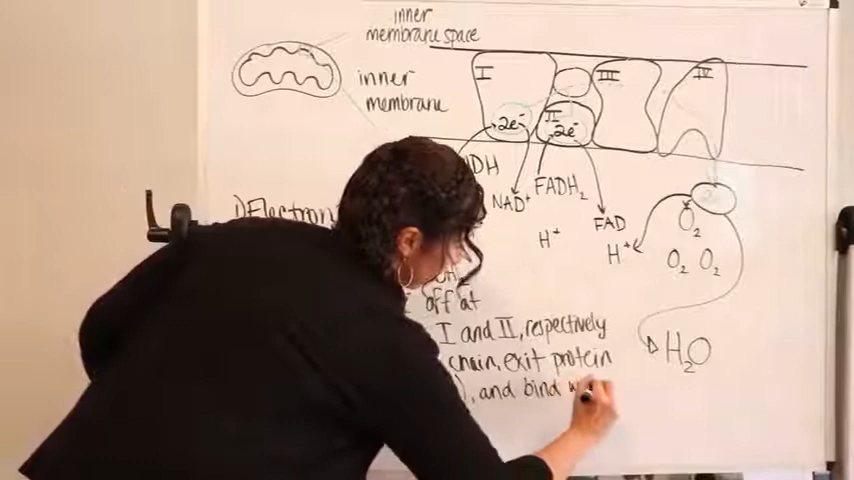 inner
membrane space
inner
membrane
I
III
IV
2e⁻
II
2e⁻
NAD⁺
FADH₂
FAD
H⁺
H⁺
O₂
O₂ O₂
H₂O
1) Electron
off at
I and II, respectively
chain, exit protein
, and bind